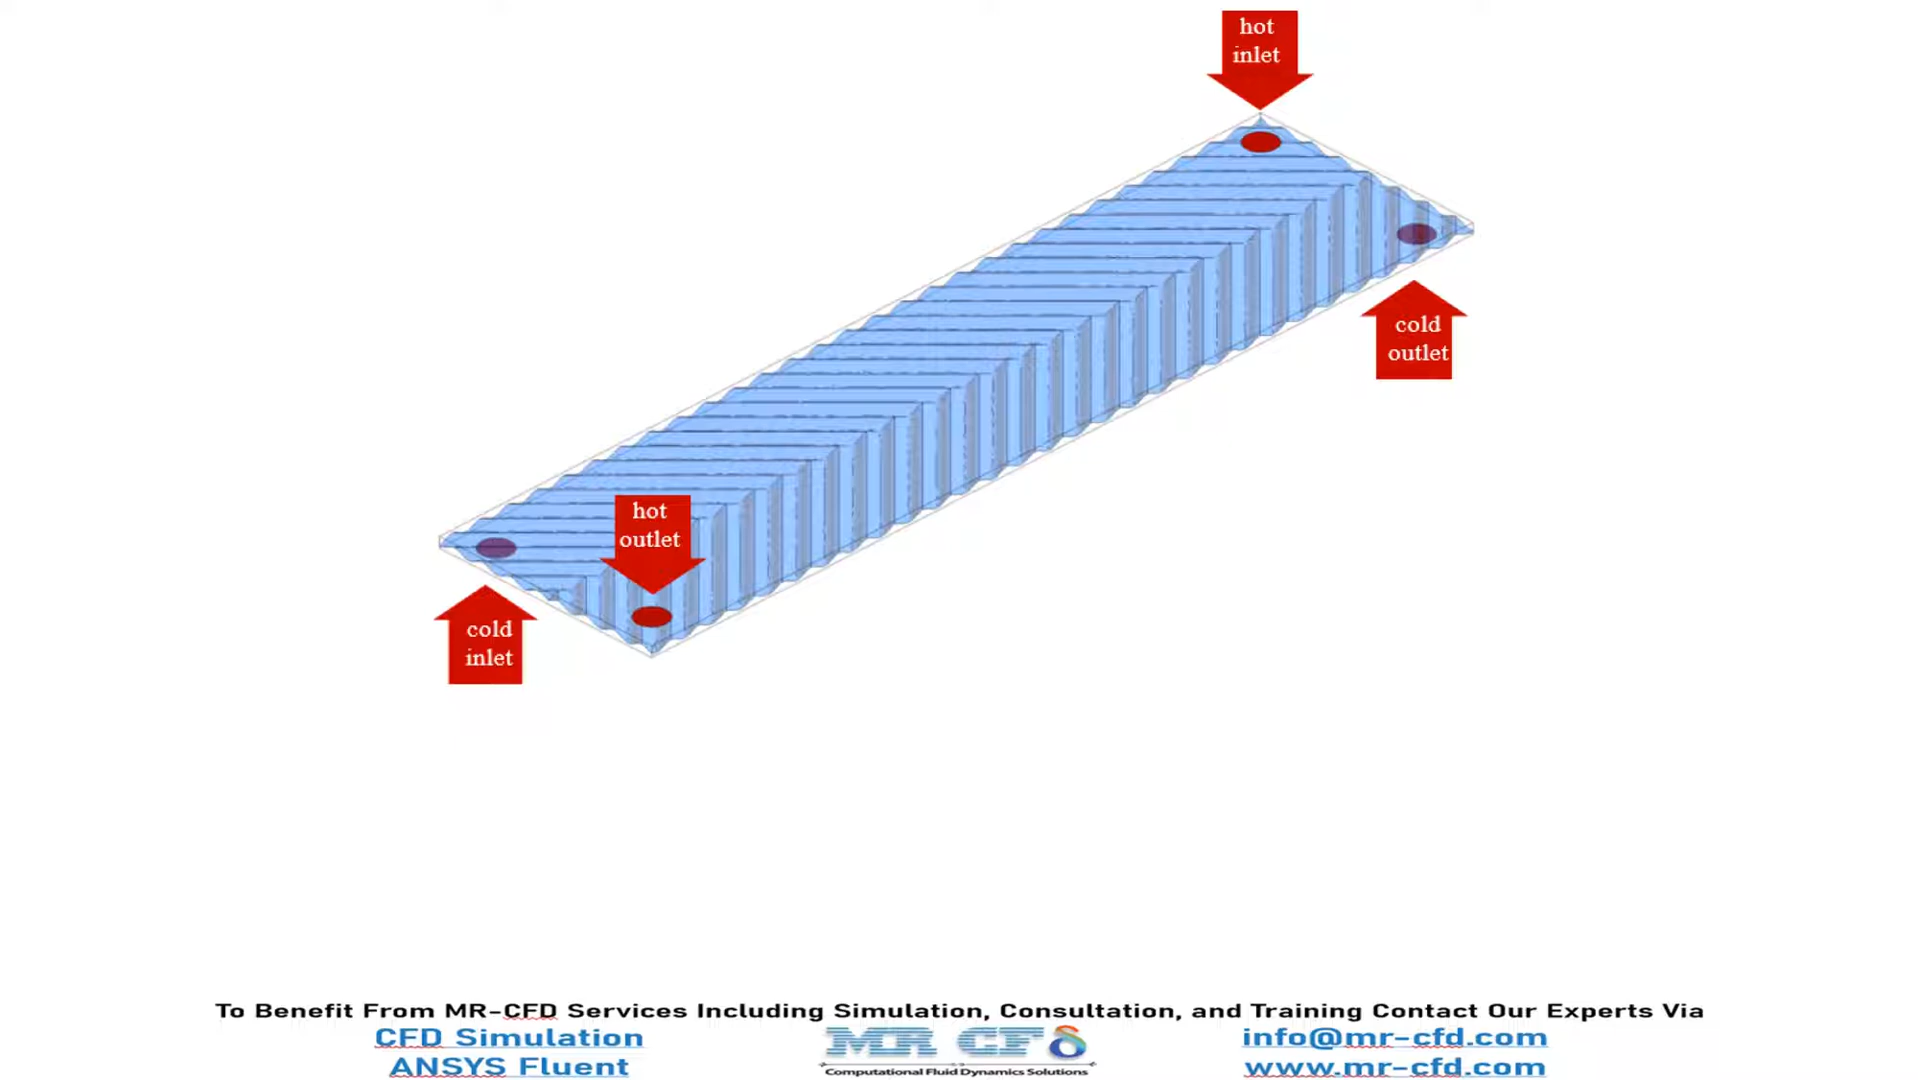 hot
inlet
cold
outlet
hot
outlet
cold
inlet
To Benefit From MR-CFD Services Including Simulation, Consultation, and Training Contact Our Experts Via
CFD Simulation
ANSYS Fluent
MR CFD
Computational Fluid Dynamics Solutions
info@mr-cfd.com
www.mr-cfd.com